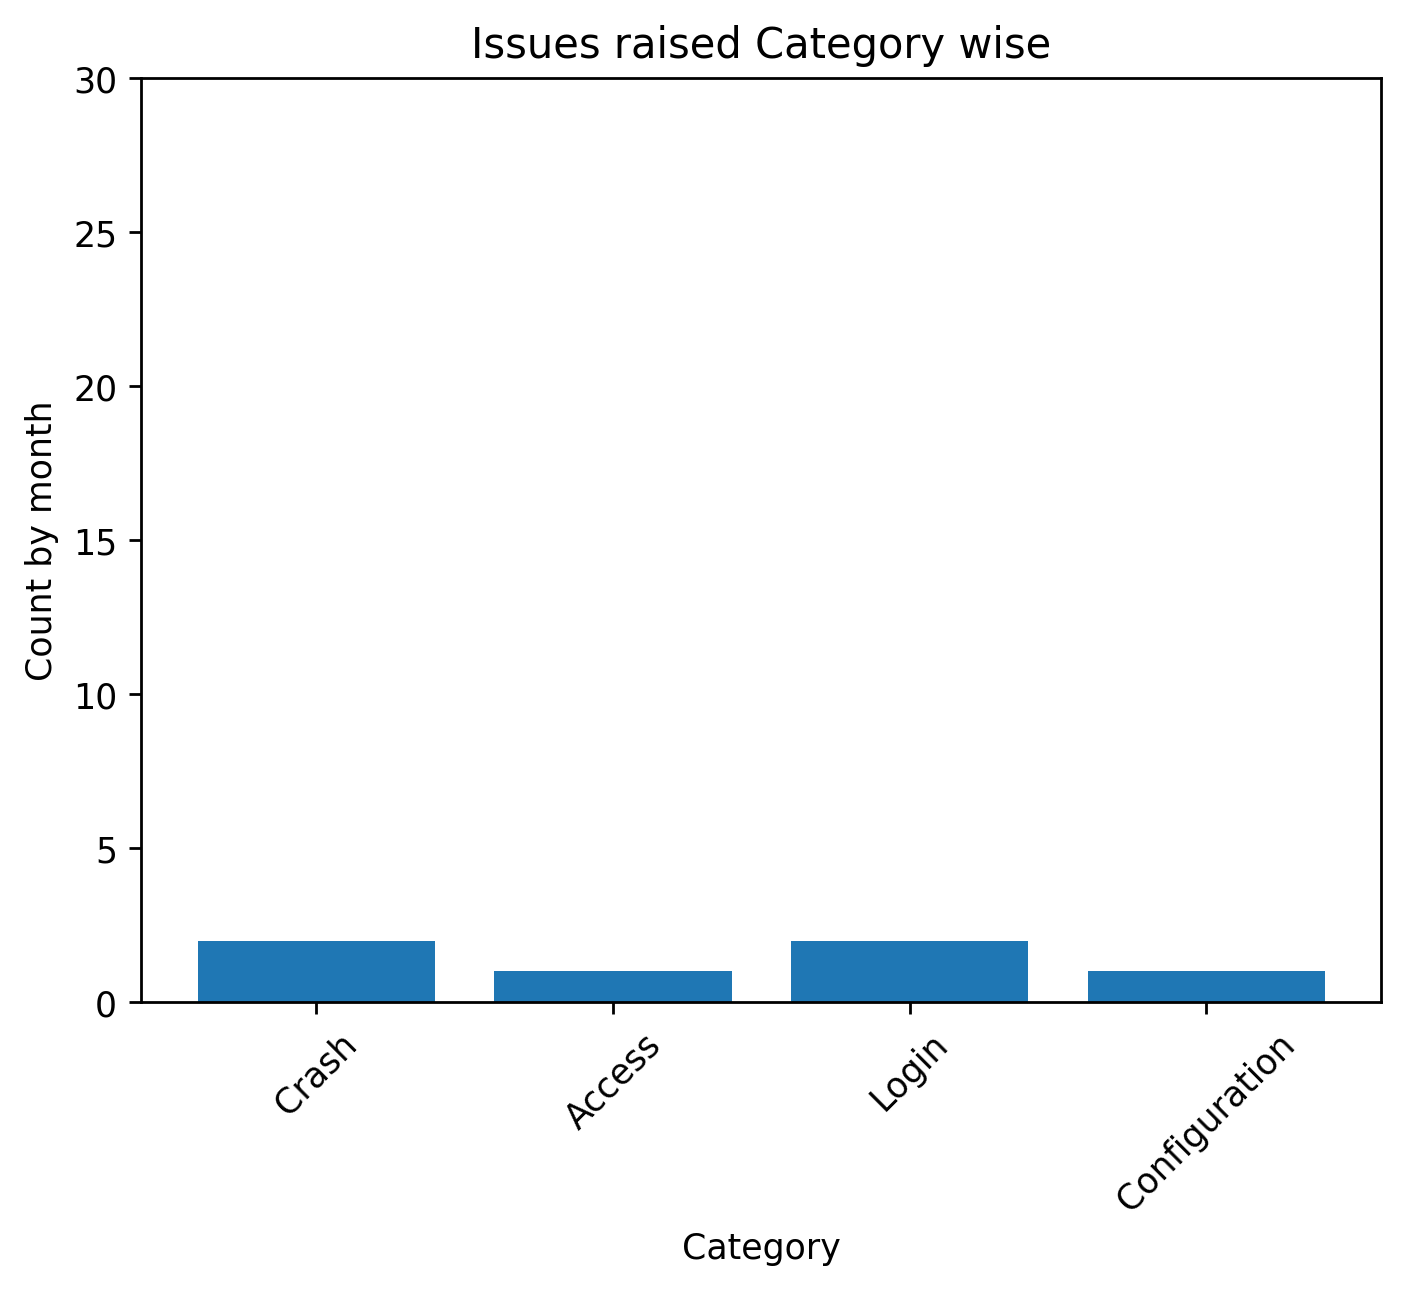 Issues raised Category wise
30
25
20
15
10
5
0
Count by month
Crash
Access
Login
Configuration
Category